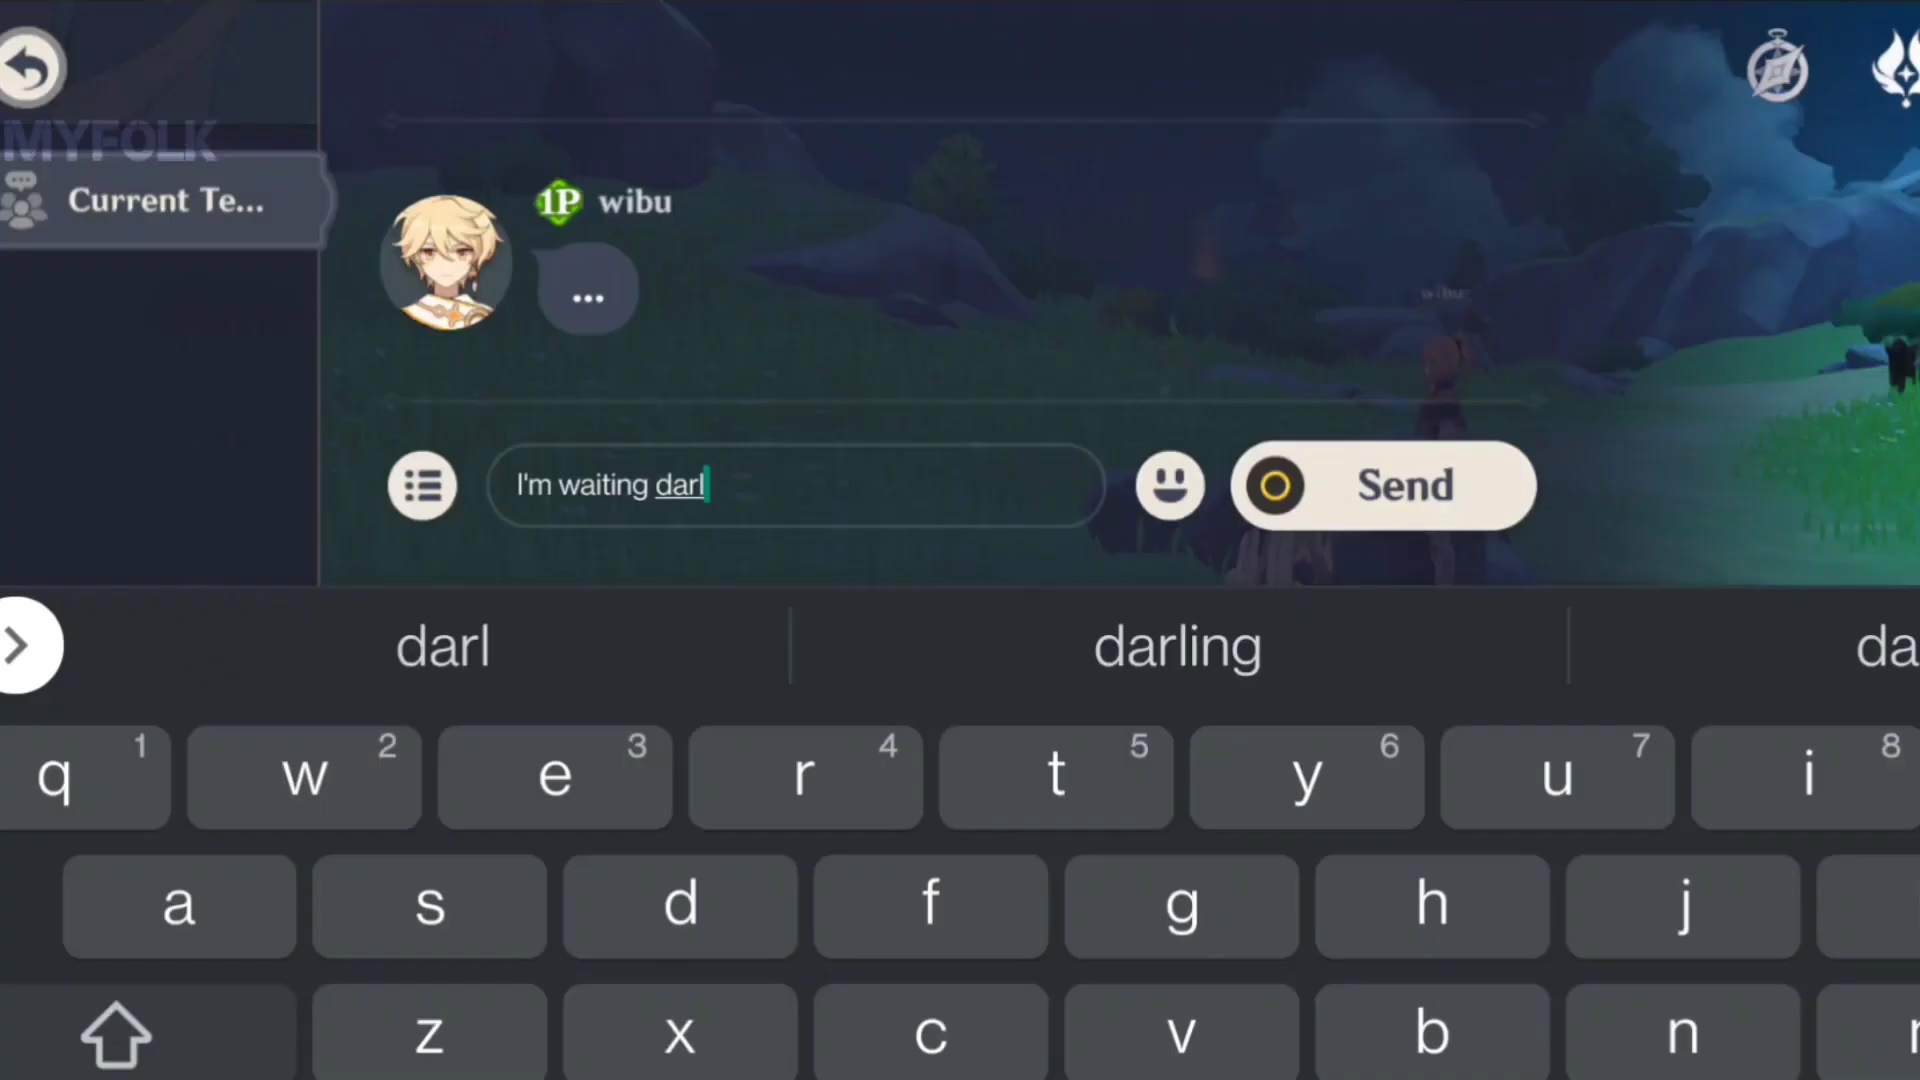 MYFOLK
Current Te...
1P wibu
...
wibu
I'm waiting darl
Send
darl darling da
q 1 w 2 e 3 r 4 t 5 y 6 u 7 i 8
a s d f g h j
z x c v b n